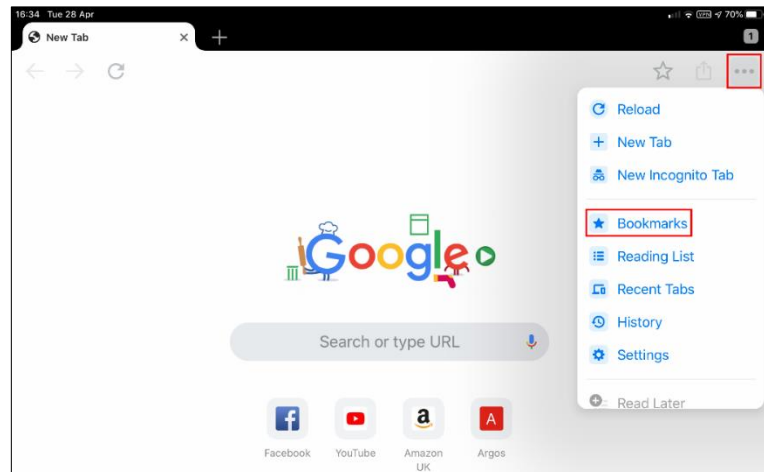 16:34 Tue 28 Apr
VPN 70%
New Tab
1
Reload
New Tab
New Incognito Tab
Bookmarks
Reading List
Recent Tabs
History
Settings
Read Later
Google
Search or type URL
a
A
Facebook
YouTube
Amazon
UK
Argos